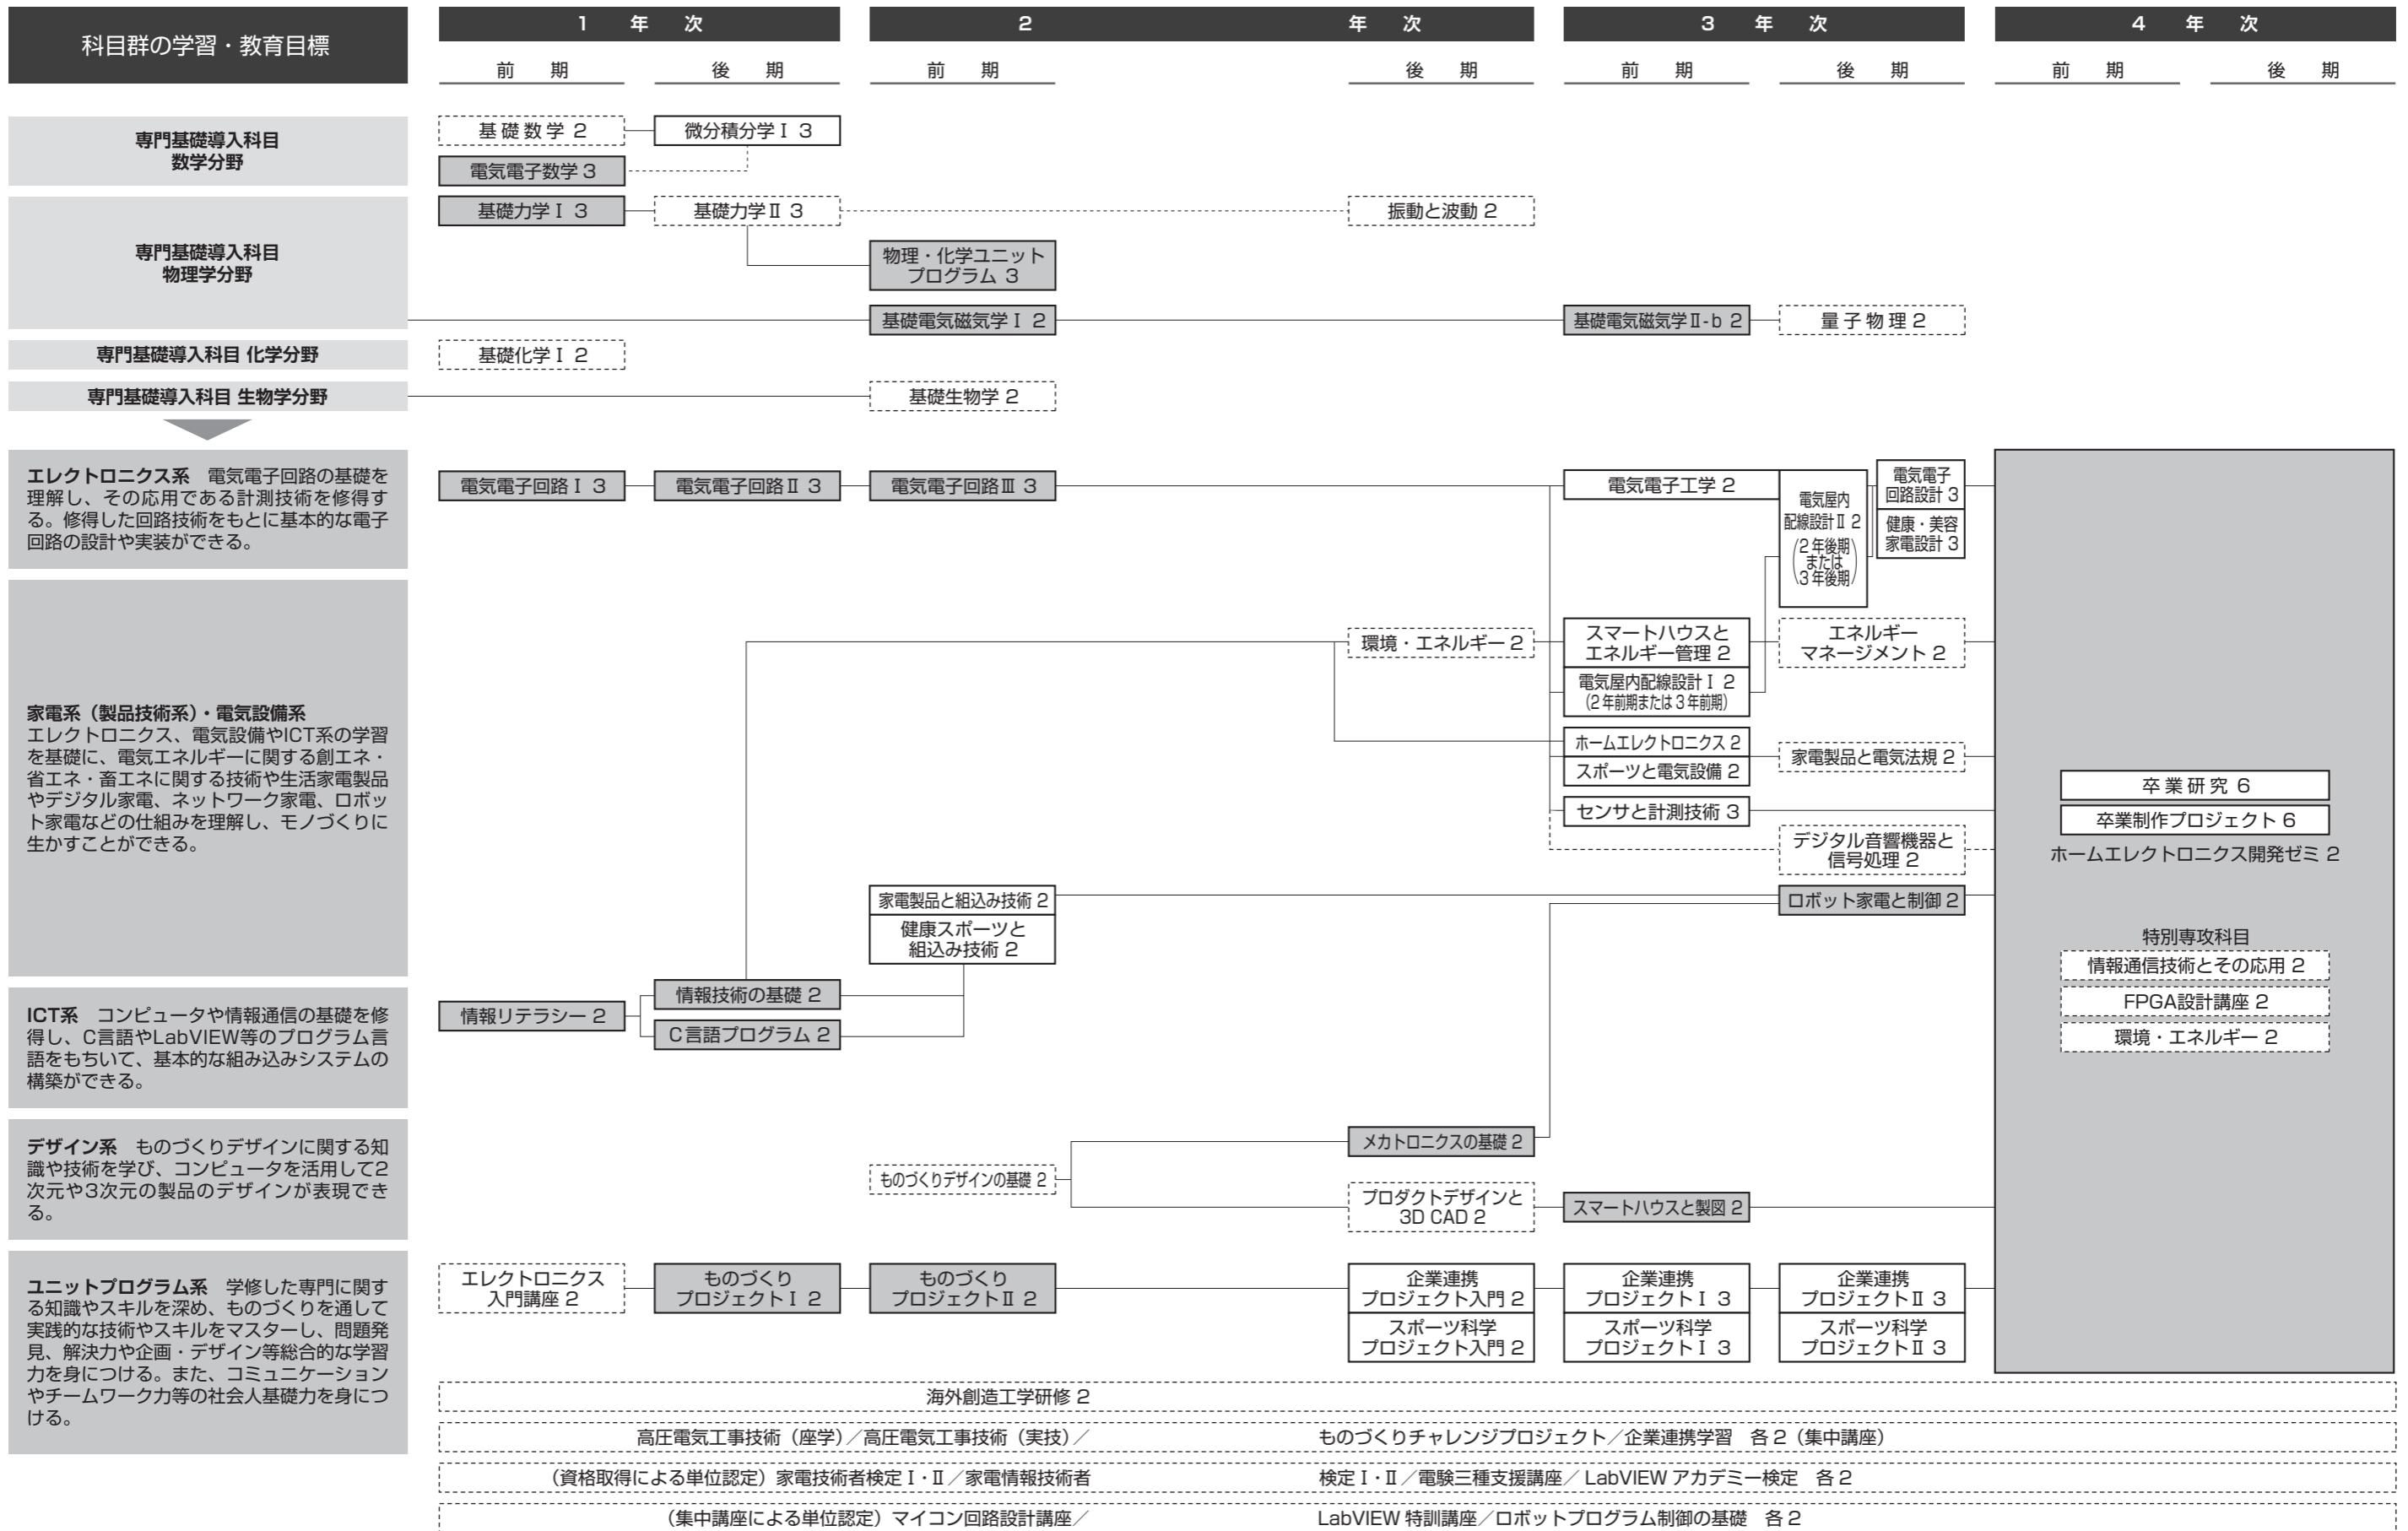 科目群の学習・教育目標
1 年 次
2 年 次
3 年 次
4 年 次
前 期
後 期
前 期
後 期
前 期
後 期
前 期
後 期
専門基礎導入科目
数学分野
基礎数学 2
微分積分学Ⅰ 3
電気電子数学 3
専門基礎導入科目
物理学分野
基礎力学Ⅰ 3
基礎力学Ⅱ 3
振動と波動 2
物理・化学ユニット
プログラム 3
基礎電気磁気学Ⅰ 2
基礎電気磁気学Ⅱ-b 2
量子物理 2
専門基礎導入科目 化学分野
基礎化学Ⅰ 2
専門基礎導入科目 生物学分野
基礎生物学 2
エレクトロニクス系 電気電子回路の基礎を
理解し、その応用である計測技術を修得す
る。修得した回路技術をもとに基本的な電子
回路の設計や実装ができる。
電気電子回路Ⅰ 3
電気電子回路Ⅱ 3
電気電子回路Ⅲ 3
電気電子工学 2
電気屋内
配線設計Ⅱ 2
(2年後期
または
3年後期)
電気電子
回路設計 3
健康・美容
家電設計 3
家電系（製品技術系）・電気設備系
エレクトロニクス、電気設備やICT系の学習
を基礎に、電気エネルギーに関する創エネ・
省エネ・畜エネに関する技術や生活家電製品
やデジタル家電、ネットワーク家電、ロボッ
ト家電などの仕組みを理解し、モノづくりに
生かすことができる。
環境・エネルギー 2
スマートハウスと
エネルギー管理 2
電気屋内配線設計Ⅰ 2
(2年前期または3年前期)
エネルギー
マネージメント 2
ホームエレクトロニクス 2
スポーツと電気設備 2
家電製品と電気法規 2
センサと計測技術 3
デジタル音響機器と
信号処理 2
家電製品と組込み技術 2
健康スポーツと
組込み技術 2
ロボット家電と制御 2
卒業研究 6
卒業制作プロジェクト 6
ホームエレクトロニクス開発ゼミ 2
特別専攻科目
情報通信技術とその応用 2
FPGA設計講座 2
環境・エネルギー 2
ICT系 コンピュータや情報通信の基礎を修
得し、C言語やLabVIEW等のプログラム言
語をもちいて、基本的な組み込みシステムの
構築ができる。
情報リテラシー 2
情報技術の基礎 2
C言語プログラム 2
デザイン系 ものづくりデザインに関する知
識や技術を学び、コンピュータを活用して2
次元や3次元の製品のデザインが表現でき
る。
ものづくりデザインの基礎 2
メカトロニクスの基礎 2
プロダクトデザインと
3D CAD 2
スマートハウスと製図 2
ユニットプログラム系 学修した専門に関す
る知識やスキルを深め、ものづくりを通して
実践的な技術やスキルをマスターし、問題発
見、解決力や企画・デザイン等総合的な学習
力を身につける。また、コミュニケーション
やチームワーク力等の社会人基礎力を身につ
ける。
エレクトロニクス
入門講座 2
ものづくり
プロジェクトⅠ 2
ものづくり
プロジェクトⅡ 2
企業連携
プロジェクト入門 2
スポーツ科学
プロジェクト入門 2
企業連携
プロジェクトⅠ 3
スポーツ科学
プロジェクトⅠ 3
企業連携
プロジェクトⅡ 3
スポーツ科学
プロジェクトⅡ 3
海外創造工学研修 2
高圧電気工事技術（座学）／高圧電気工事技術（実技）／ ものづくりチャレンジプロジェクト／企業連携学習 各2（集中講座）
（資格取得による単位認定）家電技術者検定Ⅰ・Ⅱ／家電情報技術者 検定Ⅰ・Ⅱ／電験三種支援講座／LabVIEWアカデミー検定 各2
（集中講座による単位認定）マイコン回路設計講座／ LabVIEW特訓講座／ロボットプログラム制御の基礎 各2